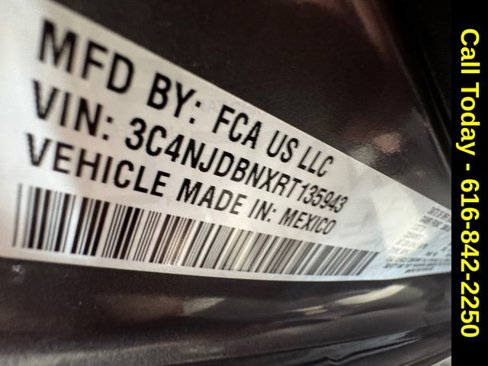 MFD BY: FCA US LLC
VIN: 3C4NJDBNXRT135943
VEHICLE MADE IN: MEXICO
Call Today - 616-842-2250